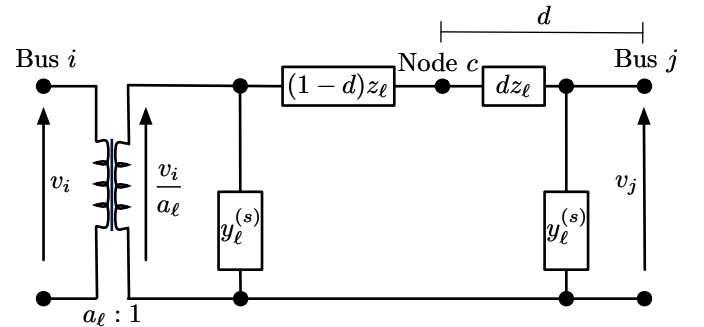 d
Bus i
Node c
Bus j
(1 − d)z_ℓ
dz_ℓ
v_i
v_i
a_ℓ
y_ℓ^(s)
y_ℓ^(s)
v_j
a_ℓ : 1